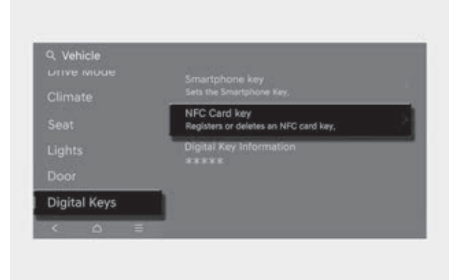 Vehicle
Drive Mode
Climate
Seat
Lights
Door
Digital Keys
Smartphone key
Sets the Smartphone Key,
NFC Card key
Registers or deletes an NFC card key,
Digital Key Information
*****